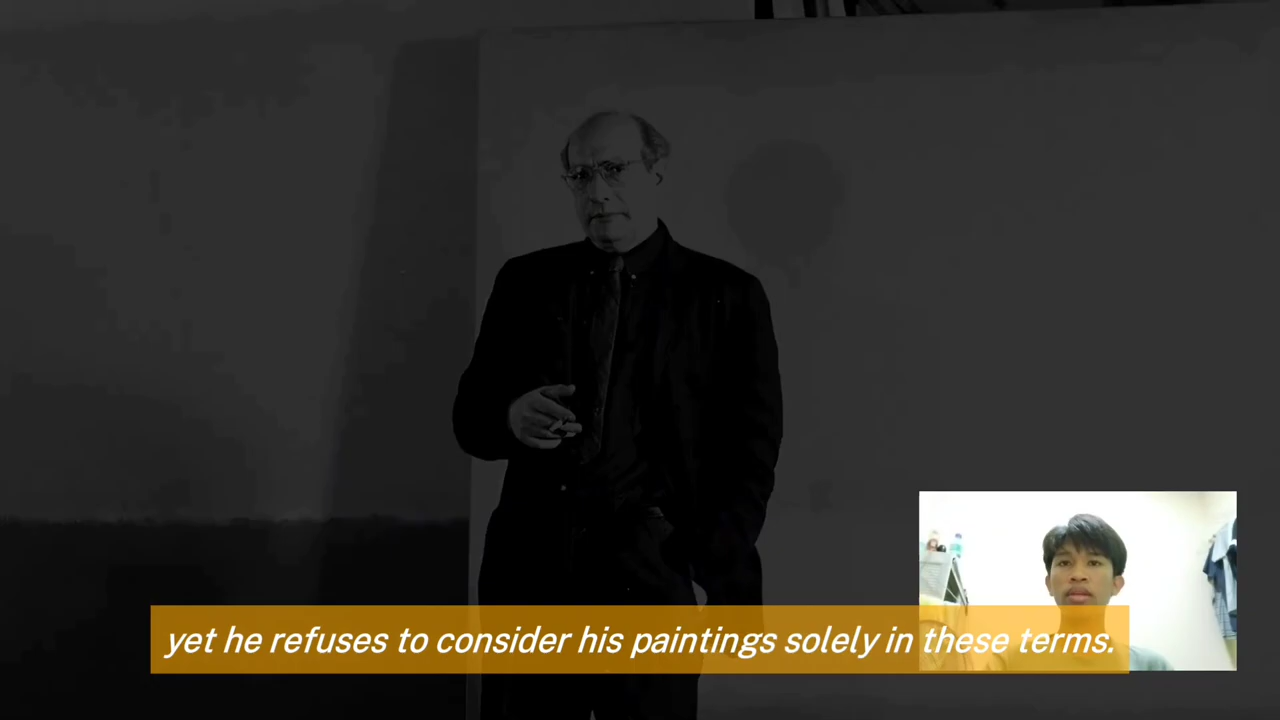 yet he refuses to consider his paintings solely in these terms.